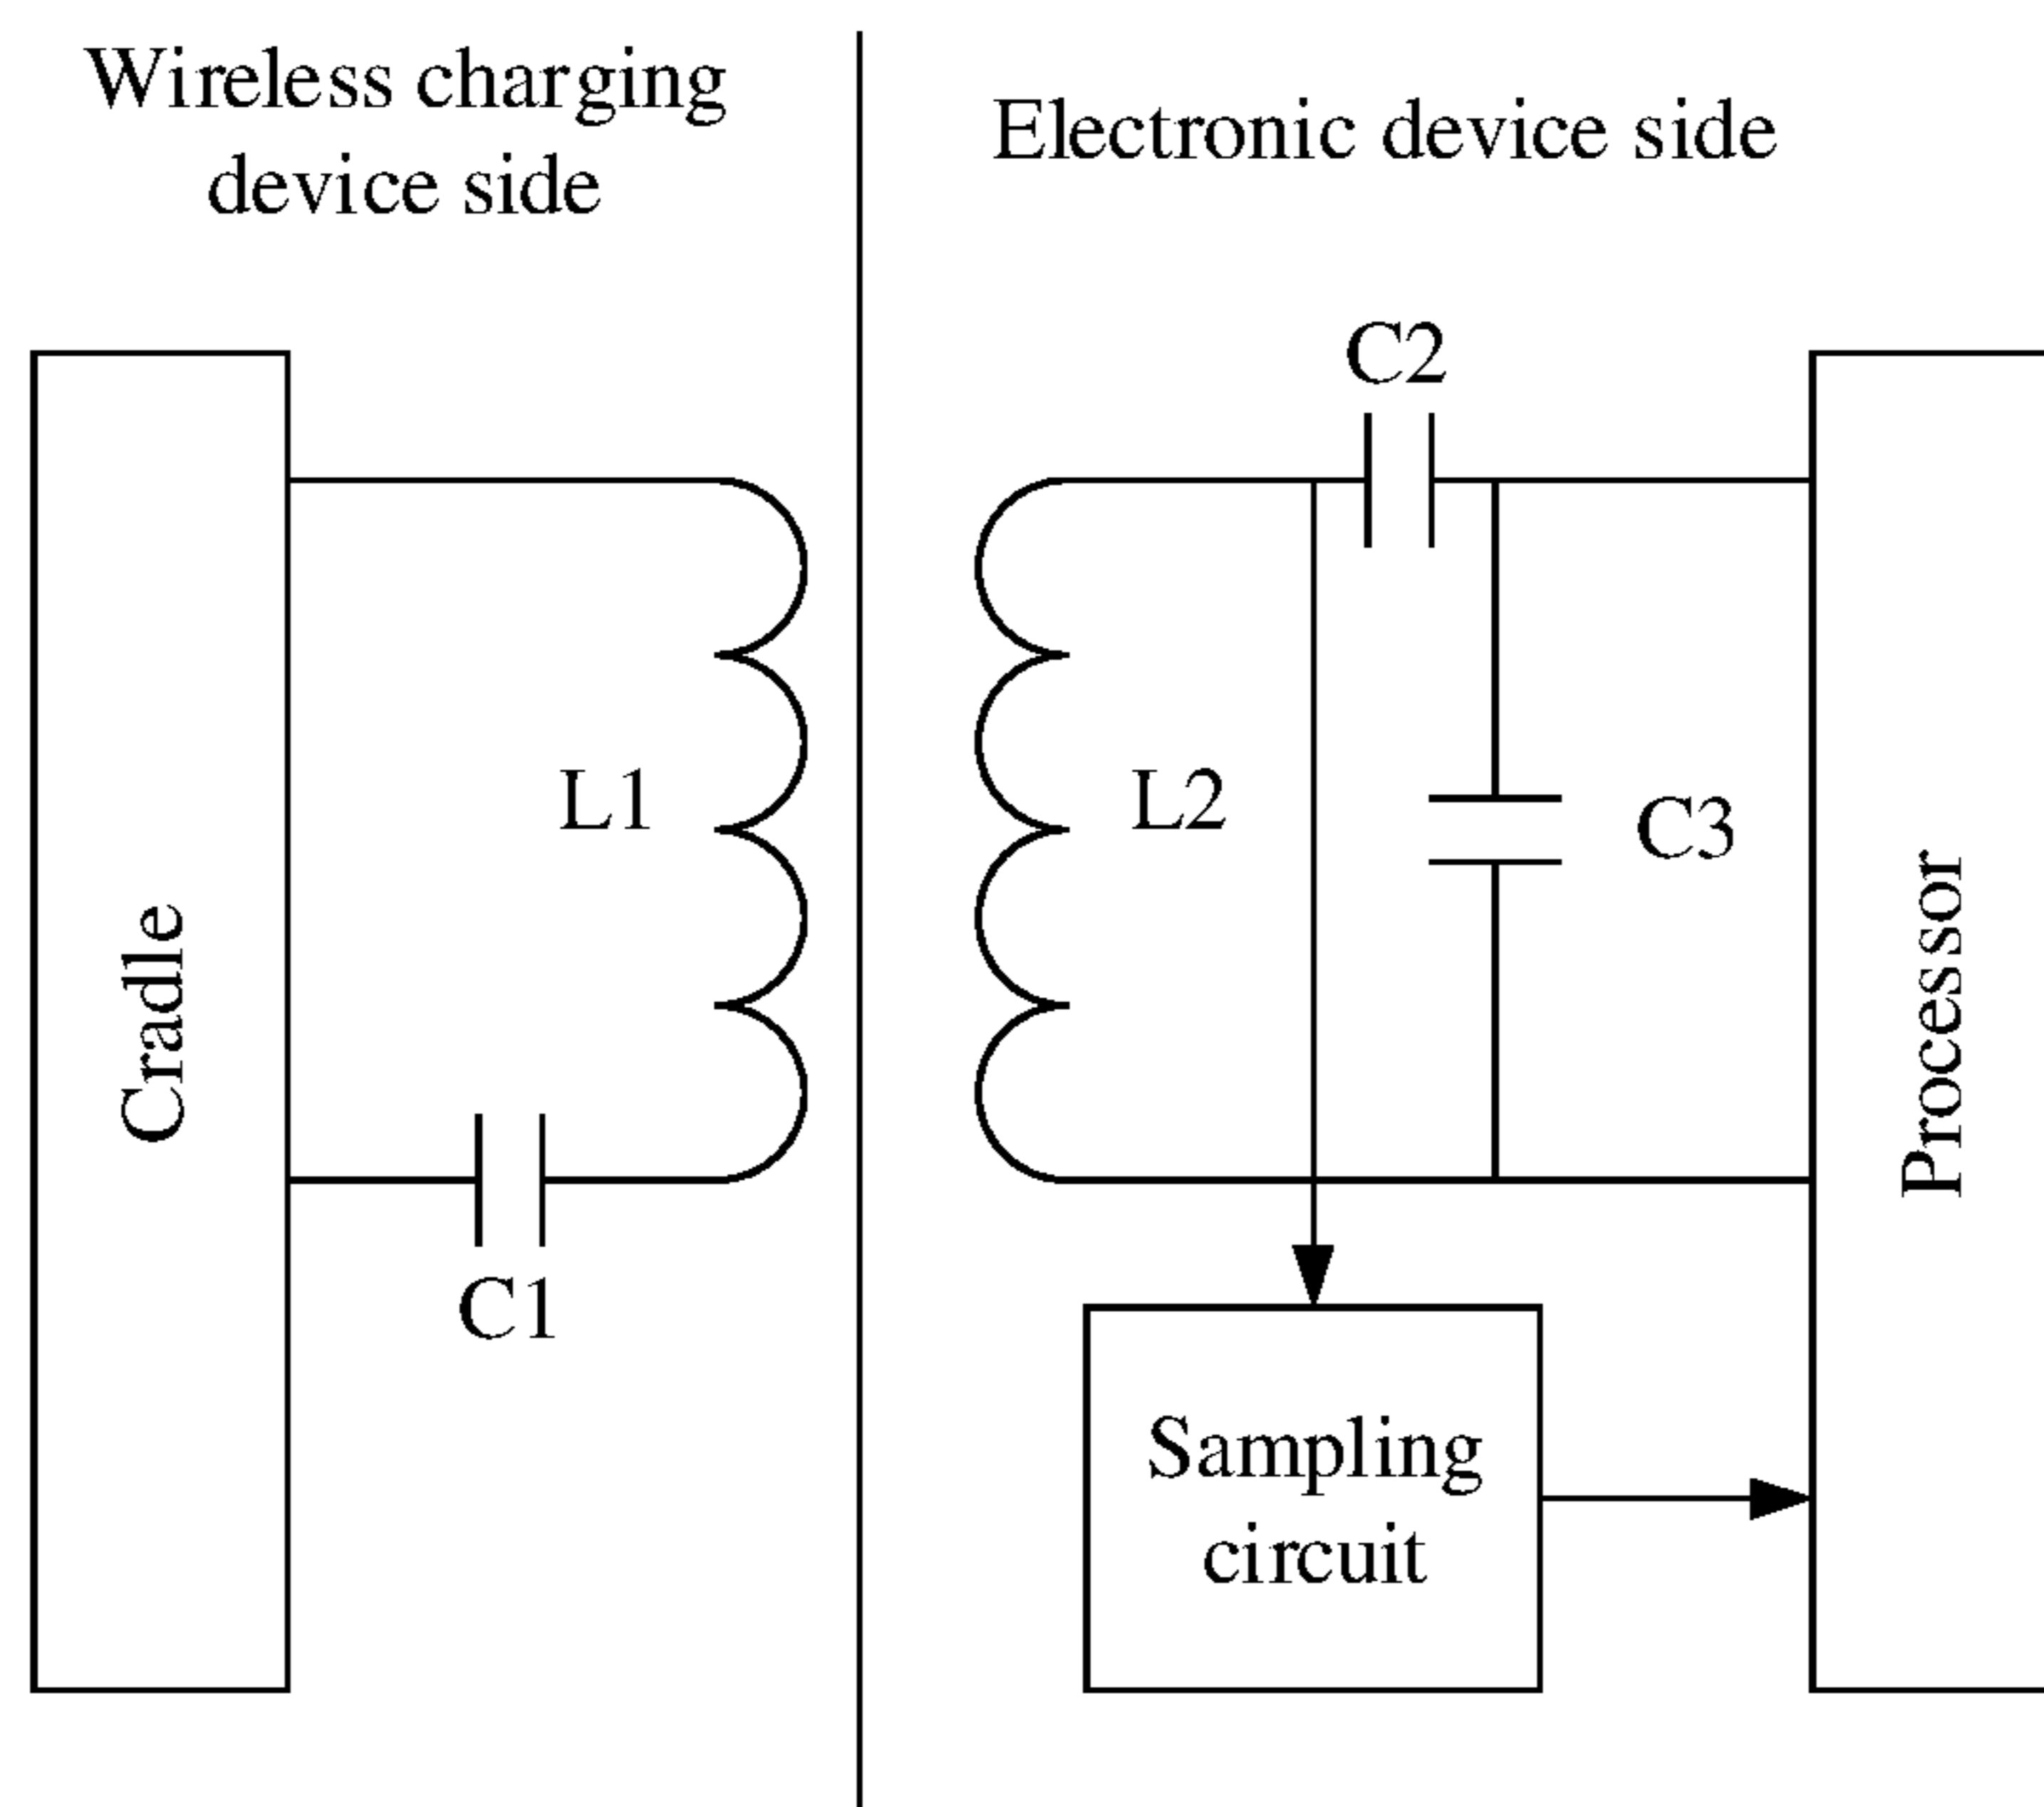 Wireless charging
device side
Electronic device side
C2
L1
L2
C3
Cradle
Processor
C1
Sampling
circuit